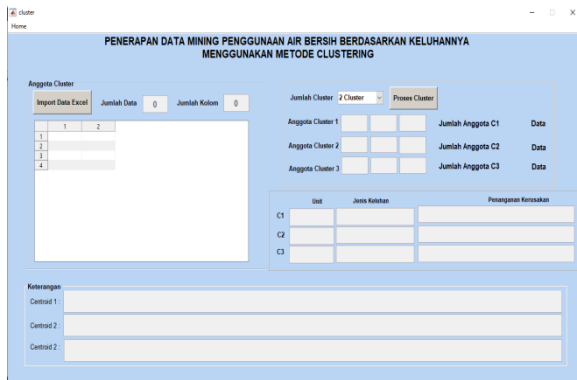 cluster
Home
PENERAPAN DATA MINING PENGGUNAAN AIR BERSIH BERDASARKAN KELUHANNYA
MENGGUNAKAN METODE CLUSTERING
Anggota Cluster
Import Data Excel Jumlah Data 0 Jumlah Kolom 0
1 2
1
2
3
4
Jumlah Cluster 2 Cluster Proses Cluster
Anggota Cluster 1 Jumlah Anggota C1 Data
Anggota Cluster 2 Jumlah Anggota C2 Data
Anggota Cluster 3 Jumlah Anggota C3 Data
Unit Jenis Keluhan Penanganan Kerusakan
C1
C2
C3
Keterangan
Centroid 1 :
Centroid 2 :
Centroid 2 :